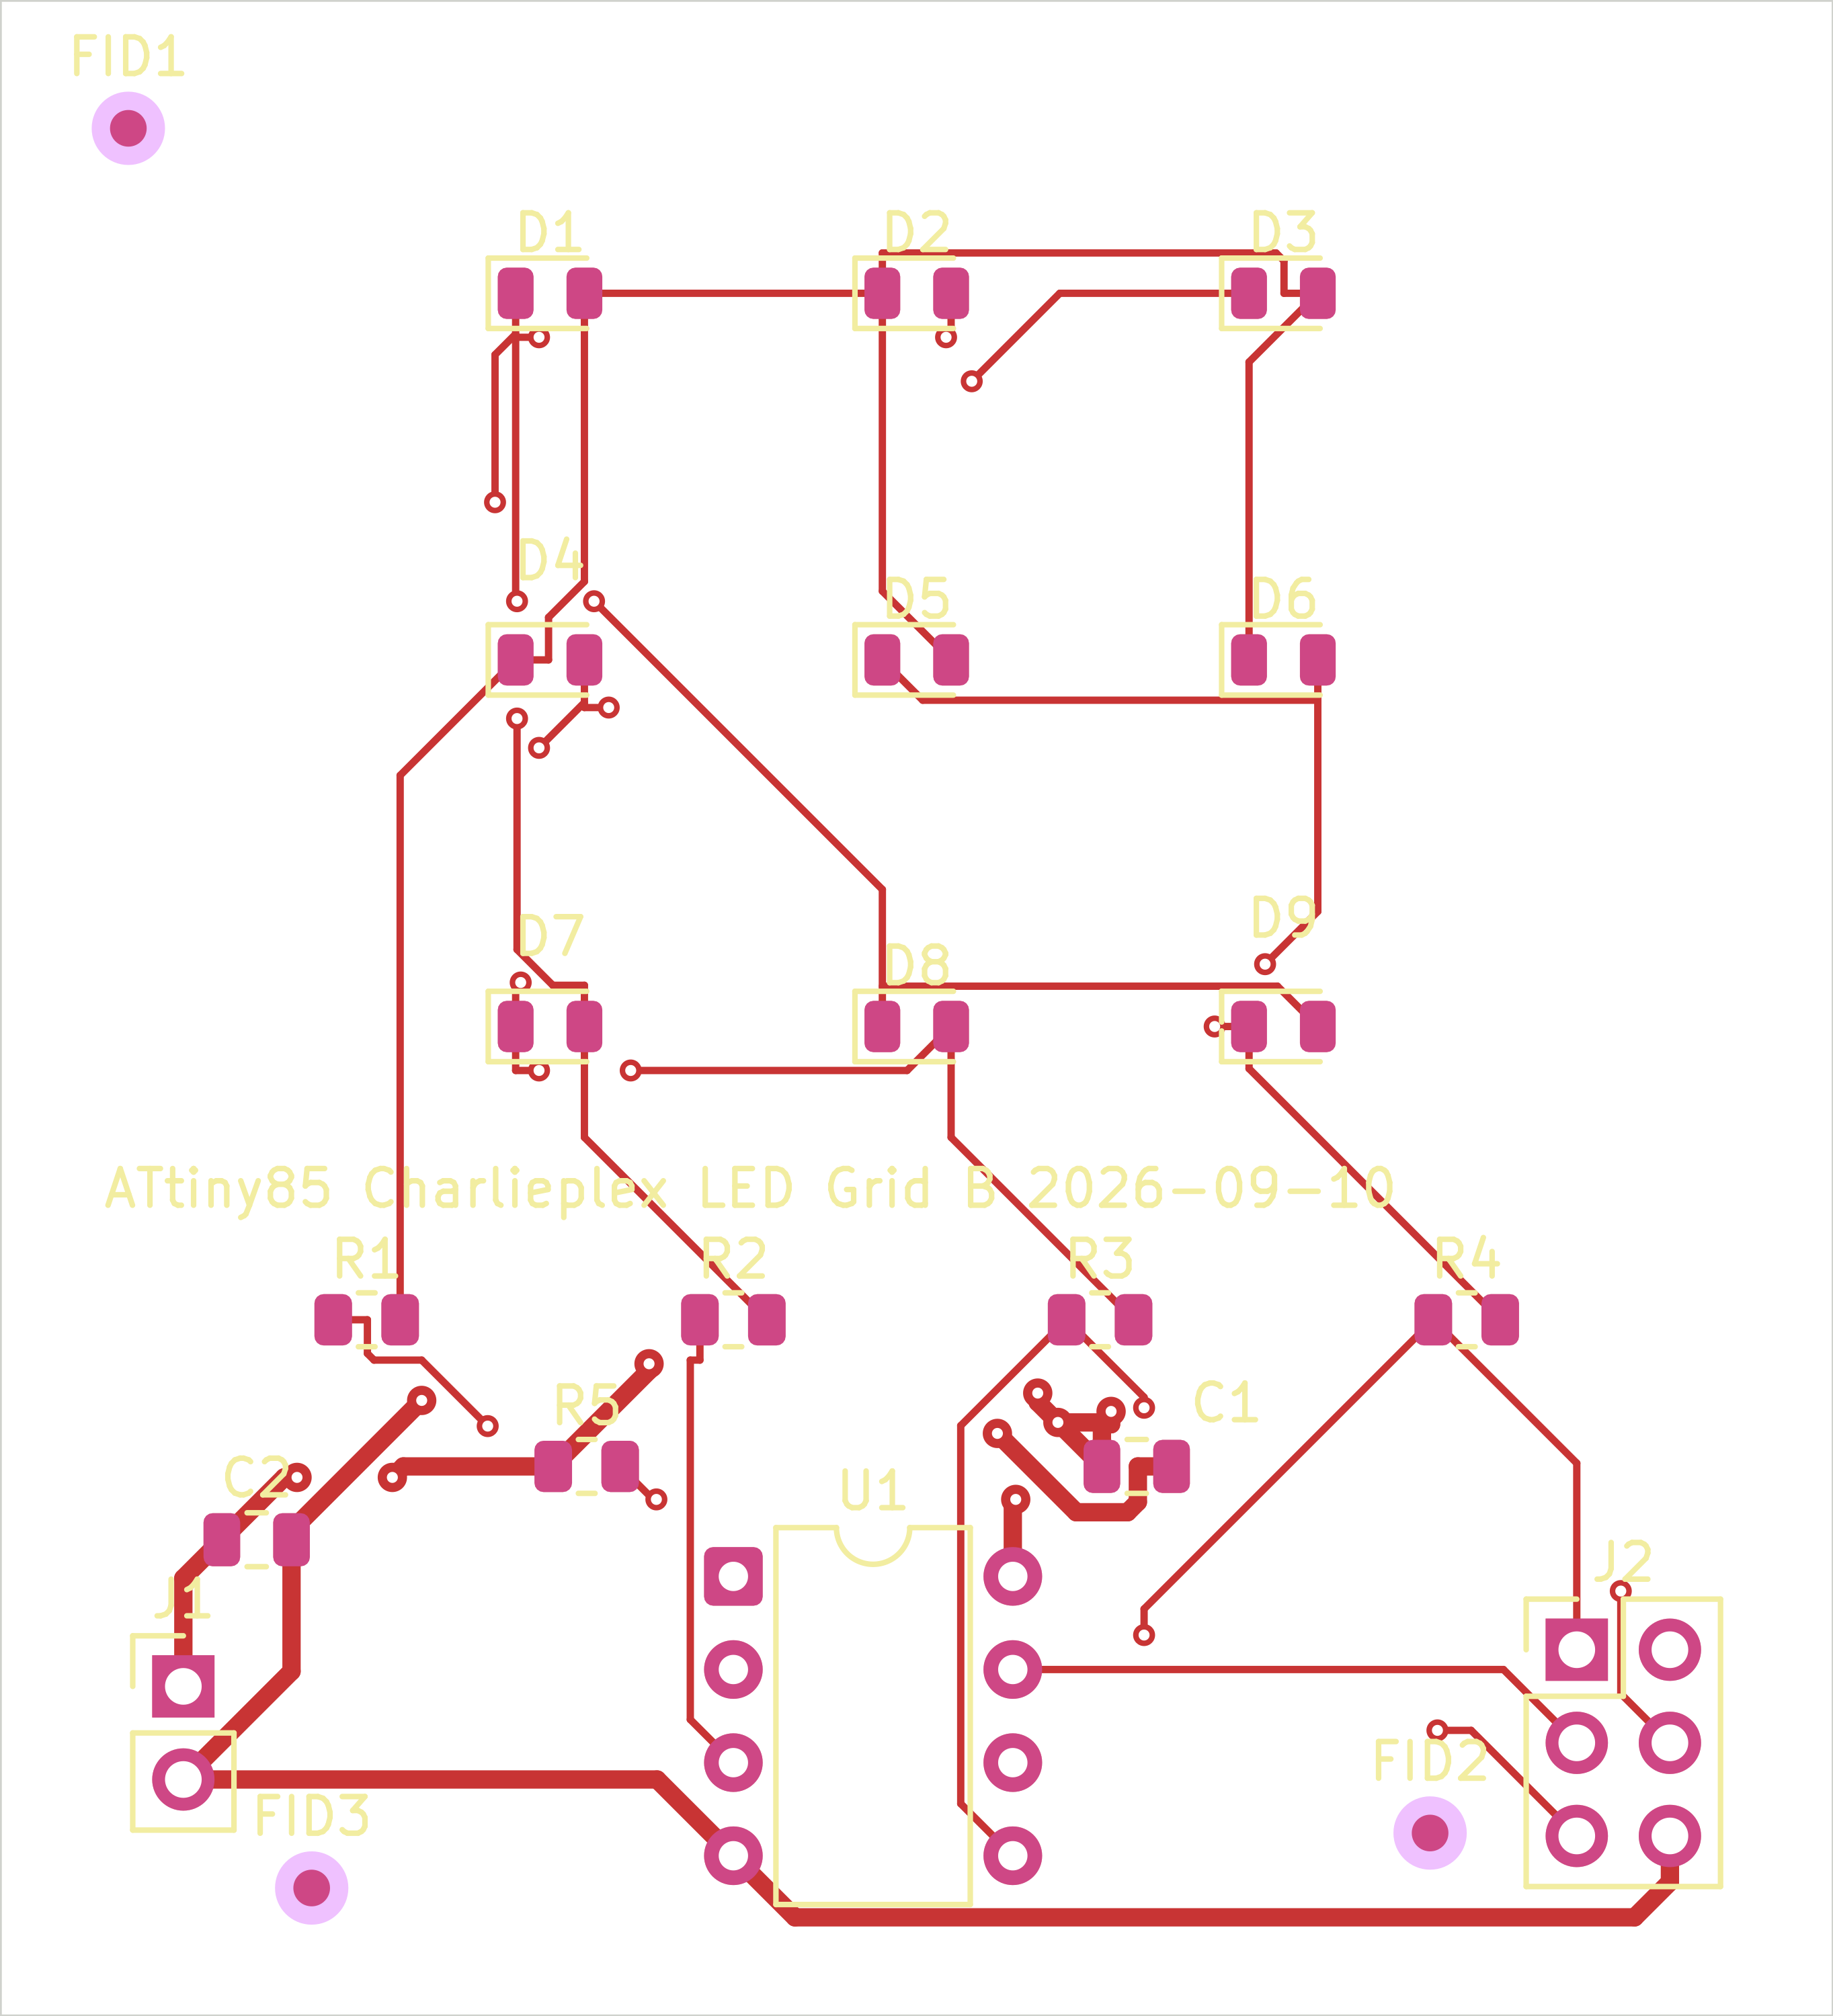 FID1
D1 D2 D3
D4 D5 D6
D7 D8 D9
ATtiny85 Charlieplex LED Grid B 2026-09-10
R1 R2 R3 R4
R5 C1
C2 U1
J1 J2
FID3 FID2